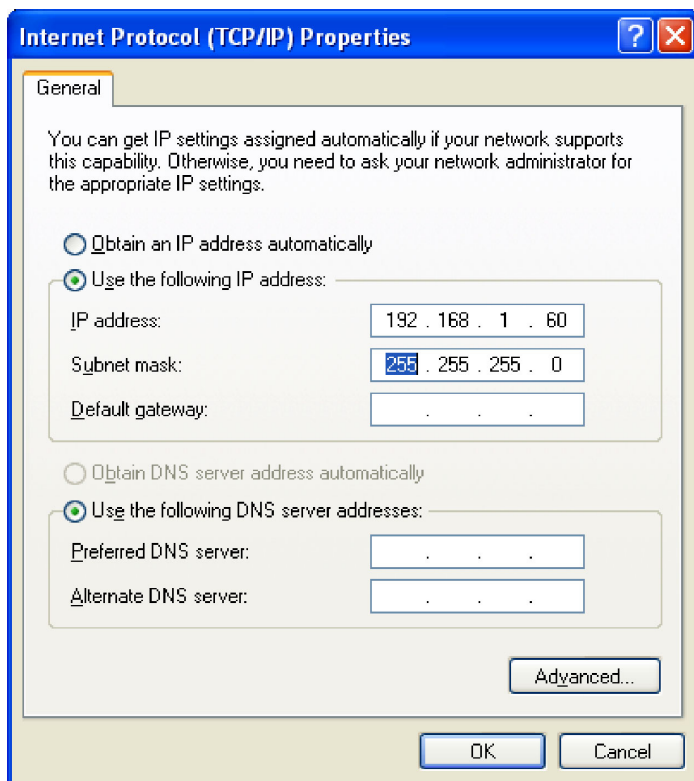 Internet Protocol (TCP/IP) Properties
General
You can get IP settings assigned automatically if your network supports
this capability. Otherwise, you need to ask your network administrator for
the appropriate IP settings.
Obtain an IP address automatically
Use the following IP address:
IP address: 192 . 168 . 1 . 60
Subnet mask: 255 . 255 . 255 . 0
Default gateway: . . .
Obtain DNS server address automatically
Use the following DNS server addresses:
Preferred DNS server: . . .
Alternate DNS server: . . .
Advanced...
OK Cancel